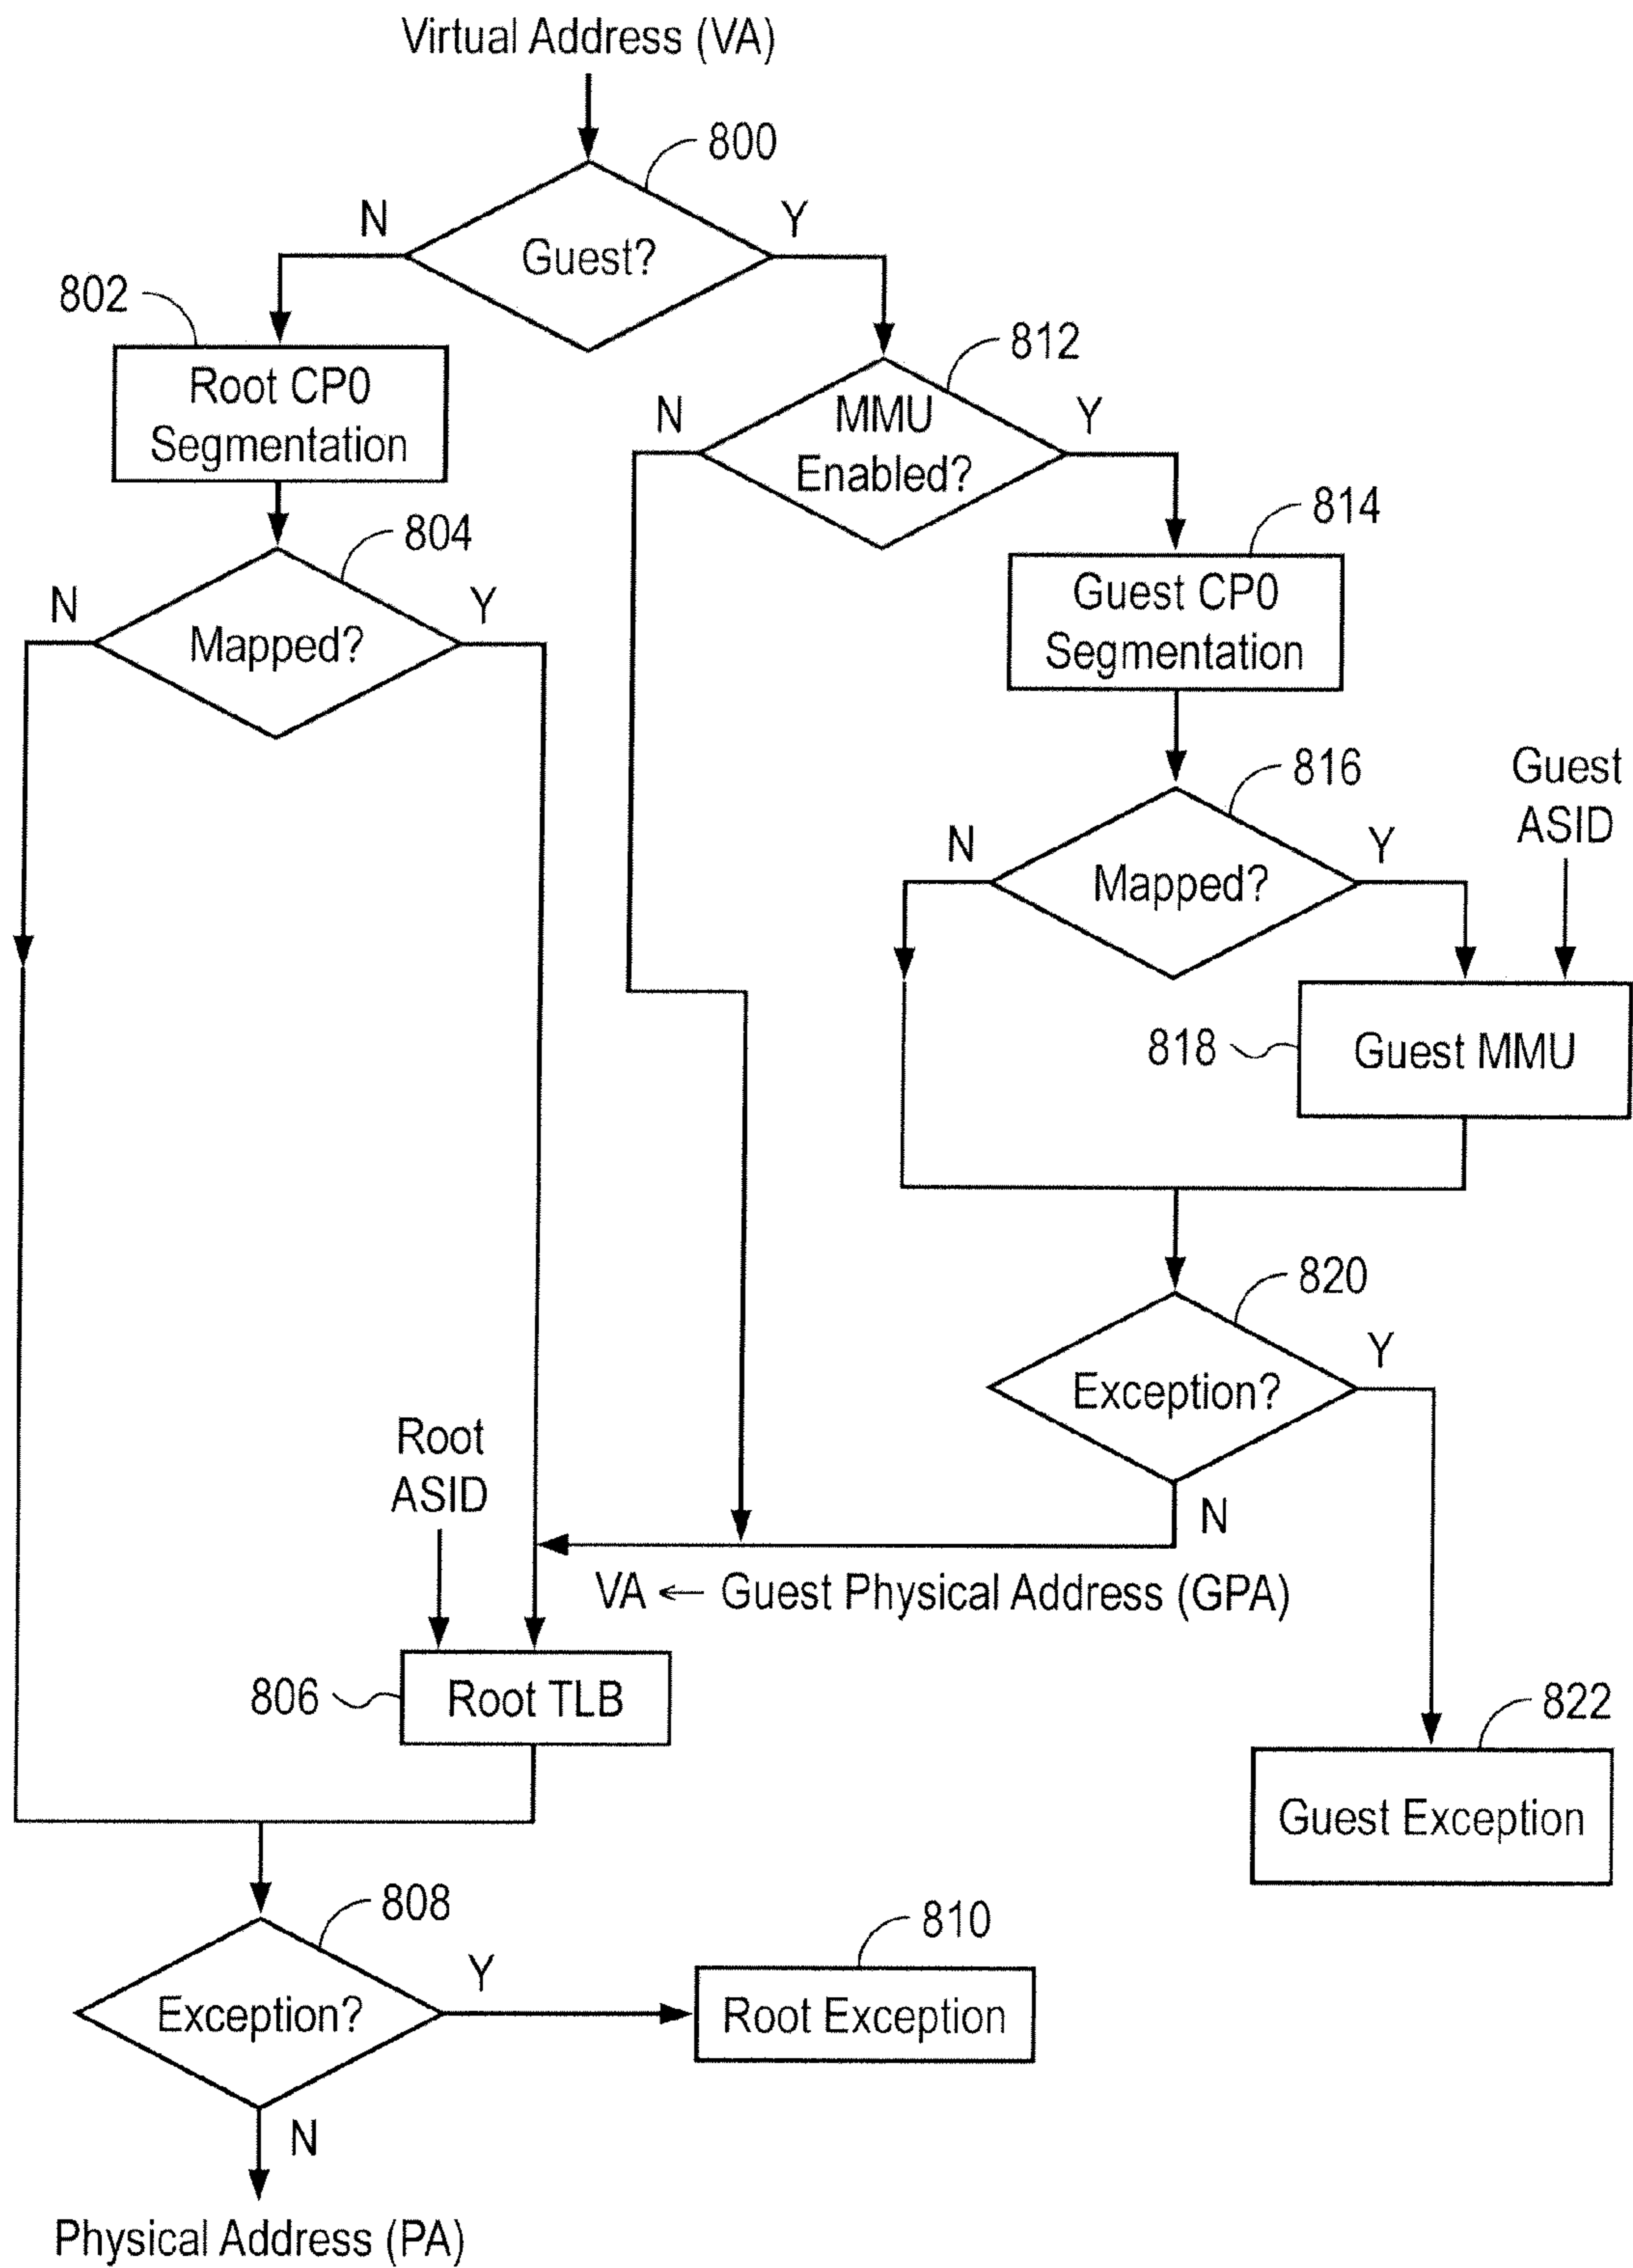 Virtual Address (VA)
800
N
Y
Guest?
802
812
Root CP0
Segmentation
N
MMU
Enabled?
Y
814
804
N
Y
Mapped?
Guest CP0
Segmentation
816
Guest
ASID
N
Y
Mapped?
818
Guest MMU
820
Y
Exception?
Root
ASID
N
VA ← Guest Physical Address (GPA)
806
Root TLB
822
Guest Exception
808
810
Y
Exception?
Root Exception
N
Physical Address (PA)